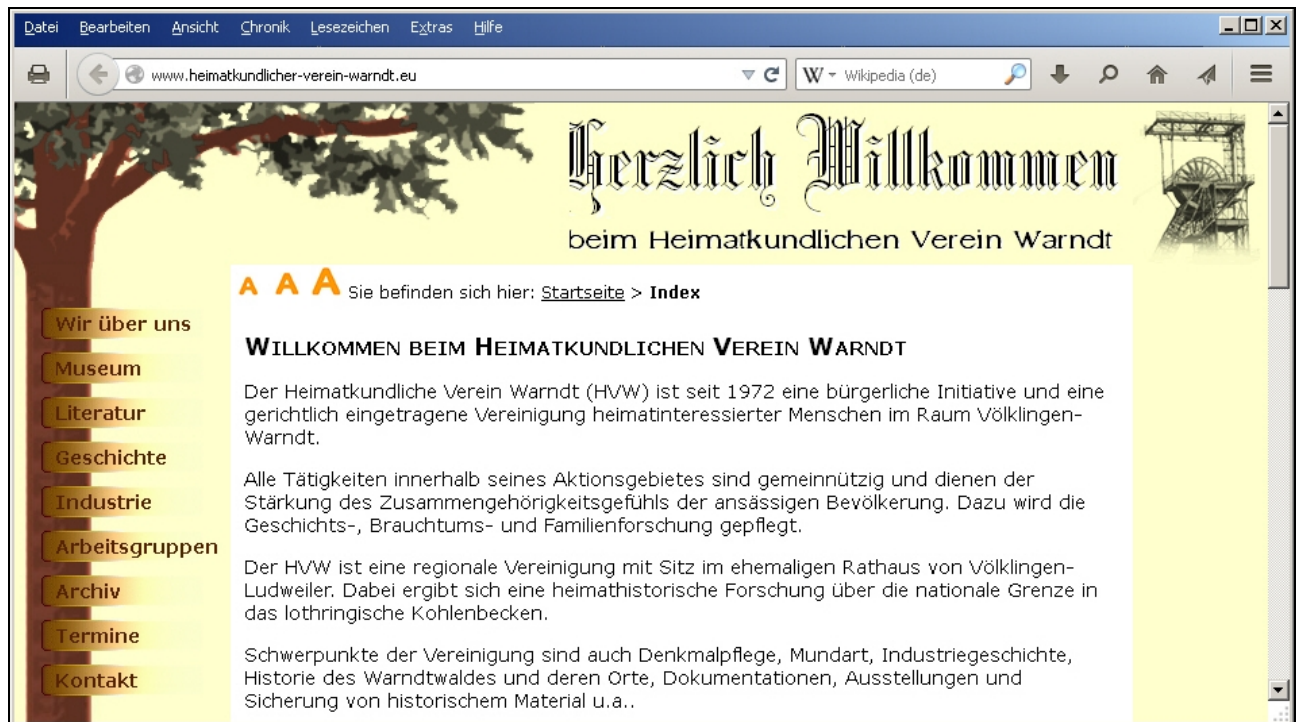 Datei Bearbeiten Ansicht Chronik Lesezeichen Extras Hilfe
www.heimatkundlicher-verein-warndt.eu W Wikipedia (de)
Herzlich Willkommen
beim Heimatkundlichen Verein Warndt
A A A Sie befinden sich hier: Startseite > Index
Wir über uns
Museum
Literatur
Geschichte
Industrie
Arbeitsgruppen
Archiv
Termine
Kontakt
WILLKOMMEN BEIM HEIMATKUNDLICHEN VEREIN WARNDT
Der Heimatkundliche Verein Warndt (HVW) ist seit 1972 eine bürgerliche Initiative und eine
gerichtlich eingetragene Vereinigung heimatinteressierter Menschen im Raum Völklingen-
Warndt.
Alle Tätigkeiten innerhalb seines Aktionsgebietes sind gemeinnützig und dienen der
Stärkung des Zusammengehörigkeitsgefühls der ansässigen Bevölkerung. Dazu wird die
Geschichts-, Brauchtums- und Familienforschung gepflegt.
Der HVW ist eine regionale Vereinigung mit Sitz im ehemaligen Rathaus von Völklingen-
Ludweiler. Dabei ergibt sich eine heimathistorische Forschung über die nationale Grenze in
das lothringische Kohlenbecken.
Schwerpunkte der Vereinigung sind auch Denkmalpflege, Mundart, Industriegeschichte,
Historie des Warndtwaldes und deren Orte, Dokumentationen, Ausstellungen und
Sicherung von historischem Material u.a..